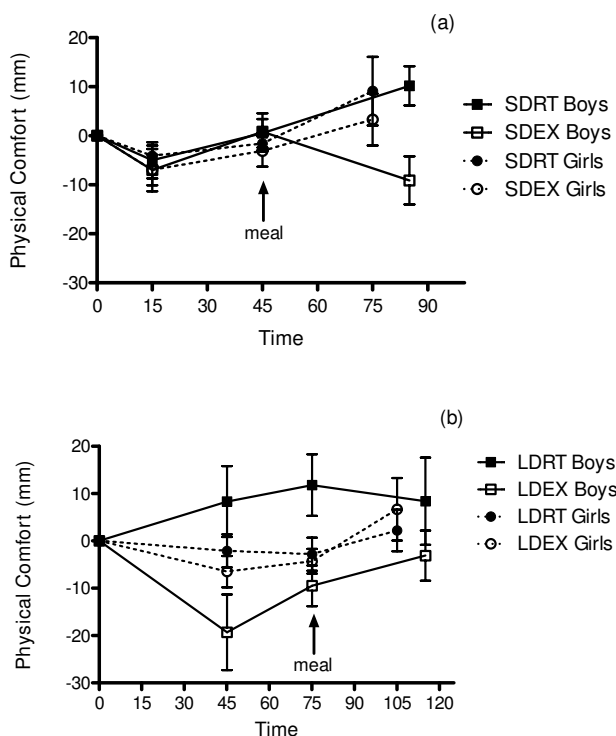 (a)
Physical Comfort (mm)
20
10
0
-10
-20
-30
meal
0 15 30 45 60 75 90
Time
SDRT Boys
SDEX Boys
SDRT Girls
SDEX Girls
(b)
Physical Comfort (mm)
20
10
0
-10
-20
-30
meal
0 15 30 45 60 75 90 105 120
Time
LDRT Boys
LDEX Boys
LDRT Girls
LDEX Girls